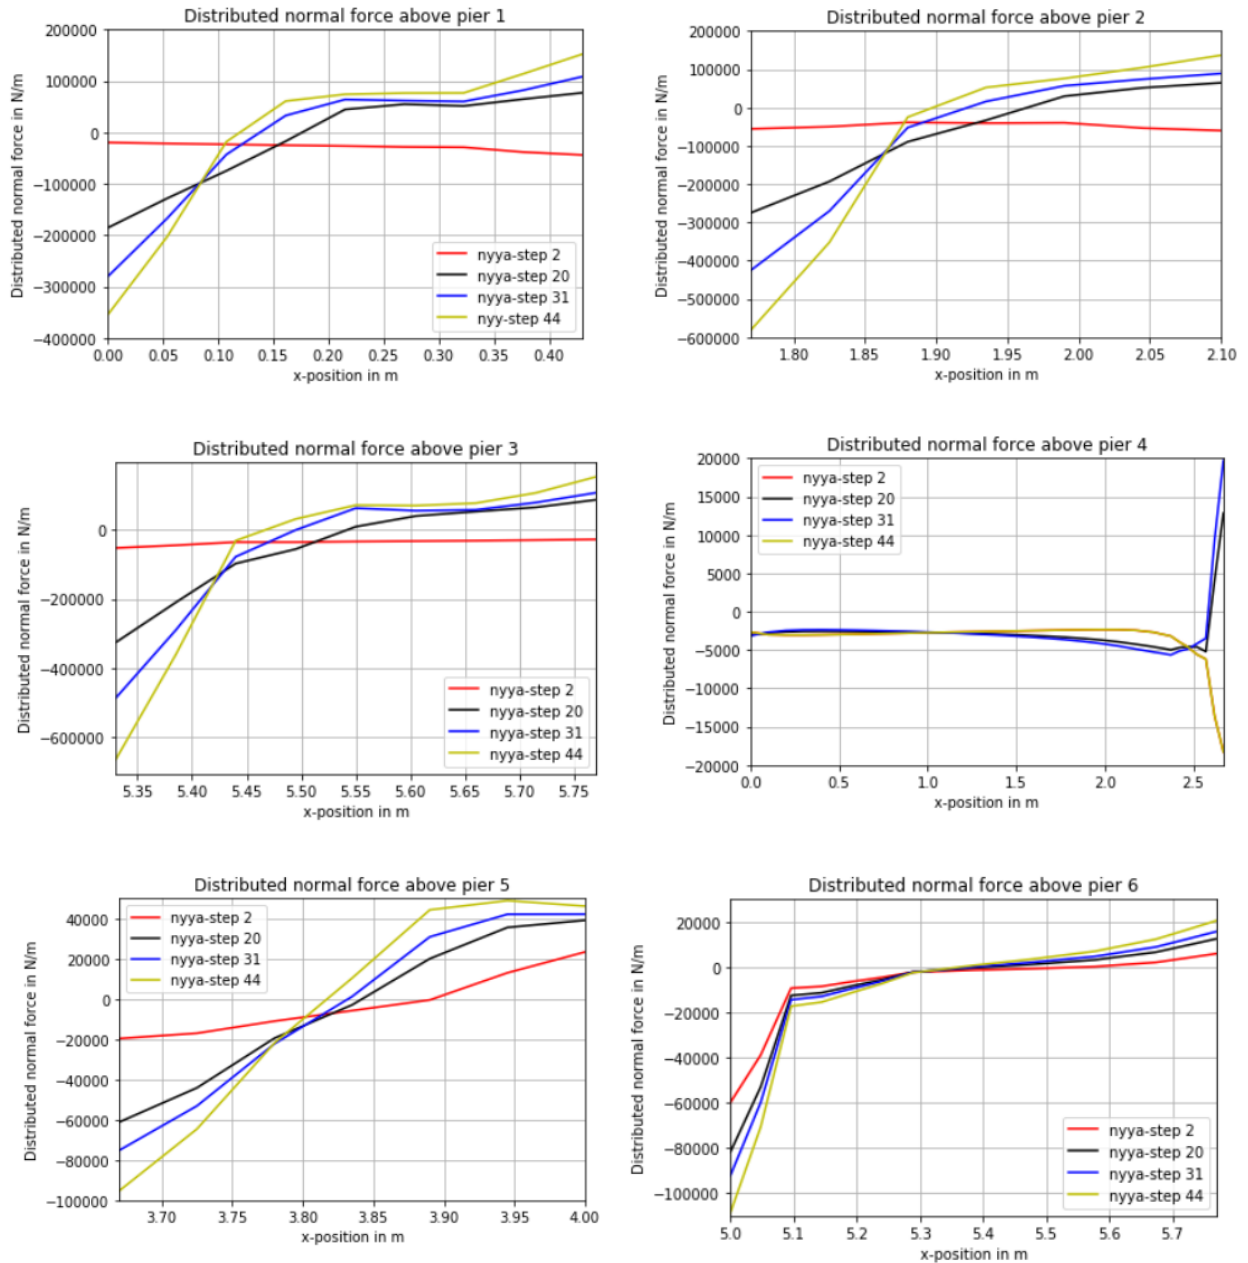 Distributed normal force above pier 1
Distributed normal force in N/m
200000
100000
0
−100000
−200000
−300000
−400000
nyya-step 2
nyya-step 20
nyya-step 31
nyy-step 44
0.00 0.05 0.10 0.15 0.20 0.25 0.30 0.35 0.40
x-position in m
Distributed normal force above pier 2
Distributed normal force in N/m
200000
100000
0
−100000
−200000
−300000
−400000
−500000
−600000
nyya-step 2
nyya-step 20
nyya-step 31
nyya-step 44
1.80 1.85 1.90 1.95 2.00 2.05 2.10
x-position in m
Distributed normal force above pier 3
Distributed normal force in N/m
0
−200000
−400000
−600000
nyya-step 2
nyya-step 20
nyya-step 31
nyya-step 44
5.35 5.40 5.45 5.50 5.55 5.60 5.65 5.70 5.75
x-position in m
Distributed normal force above pier 4
Distributed normal force in N/m
20000
15000
10000
5000
0
−5000
−10000
−15000
−20000
nyya-step 2
nyya-step 20
nyya-step 31
nyya-step 44
0.0 0.5 1.0 1.5 2.0 2.5
x-position in m
Distributed normal force above pier 5
Distributed normal force in N/m
40000
20000
0
−20000
−40000
−60000
−80000
−100000
nyya-step 2
nyya-step 20
nyya-step 31
nyya-step 44
3.70 3.75 3.80 3.85 3.90 3.95 4.00
x-position in m
Distributed normal force above pier 6
Distributed normal force in N/m
20000
0
−20000
−40000
−60000
−80000
−100000
nyya-step 2
nyya-step 20
nyya-step 31
nyya-step 44
5.0 5.1 5.2 5.3 5.4 5.5 5.6 5.7
x-position in m